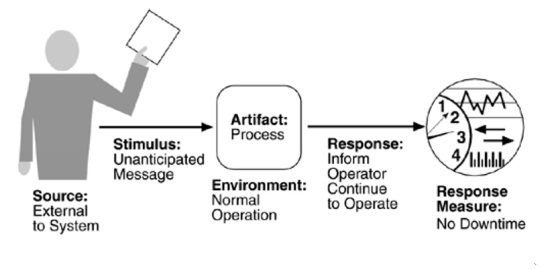 Source:
External
to System
Stimulus:
Unanticipated
Message
Artifact:
Process
Environment:
Normal
Operation
Response:
Inform
Operator
Continue
to Operate
1
2
3
4
Response
Measure:
No Downtime